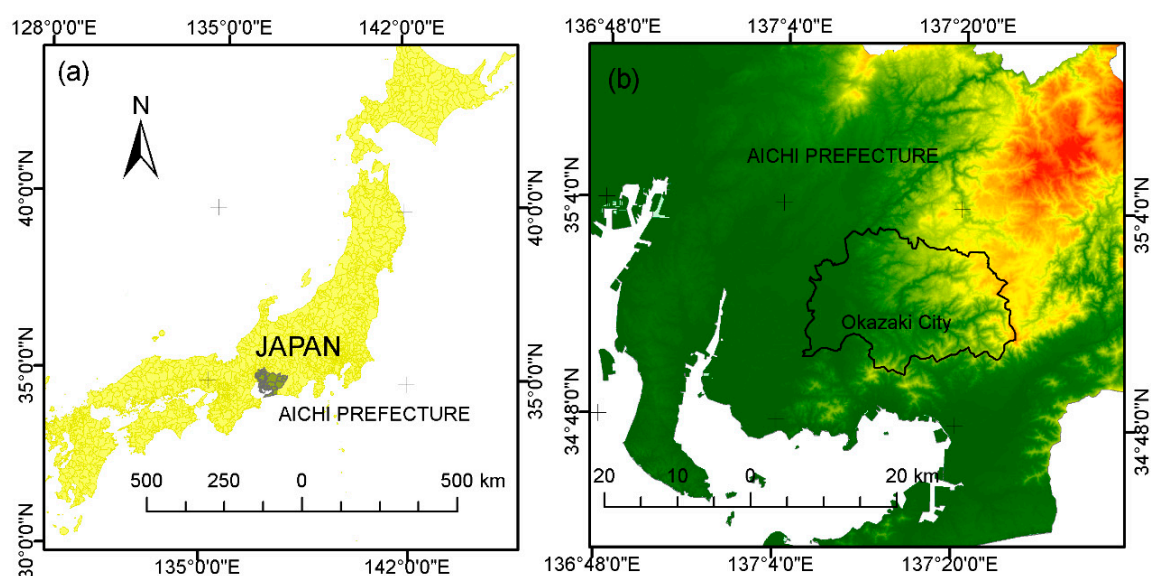 128°0'0"E 135°0'0"E 142°0'0"E
(a)
N
40°0'0"N
40°0'0"N
JAPAN
35°0'0"N
35°0'0"N
AICHI PREFECTURE
500 250 0 500 km
30°0'0"N
135°0'0"E 142°0'0"E
136°48'0"E 137°4'0"E 137°20'0"E
(b)
AICHI PREFECTURE
35°4'0"N
35°4'0"N
Okazaki City
34°48'0"N
34°48'0"N
20 10 0 20 km
136°48'0"E 137°4'0"E 137°20'0"E